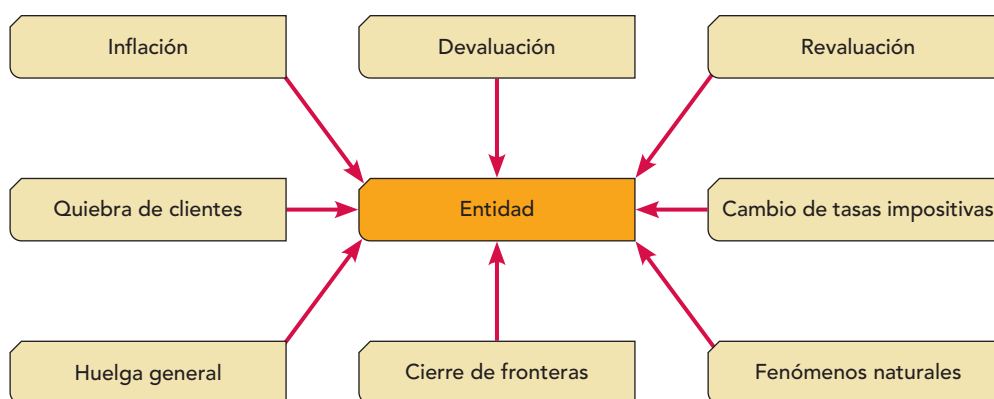 Inflación
Devaluación
Revaluación
Quiebra de clientes
Entidad
Cambio de tasas impositivas
Huelga general
Cierre de fronteras
Fenómenos naturales